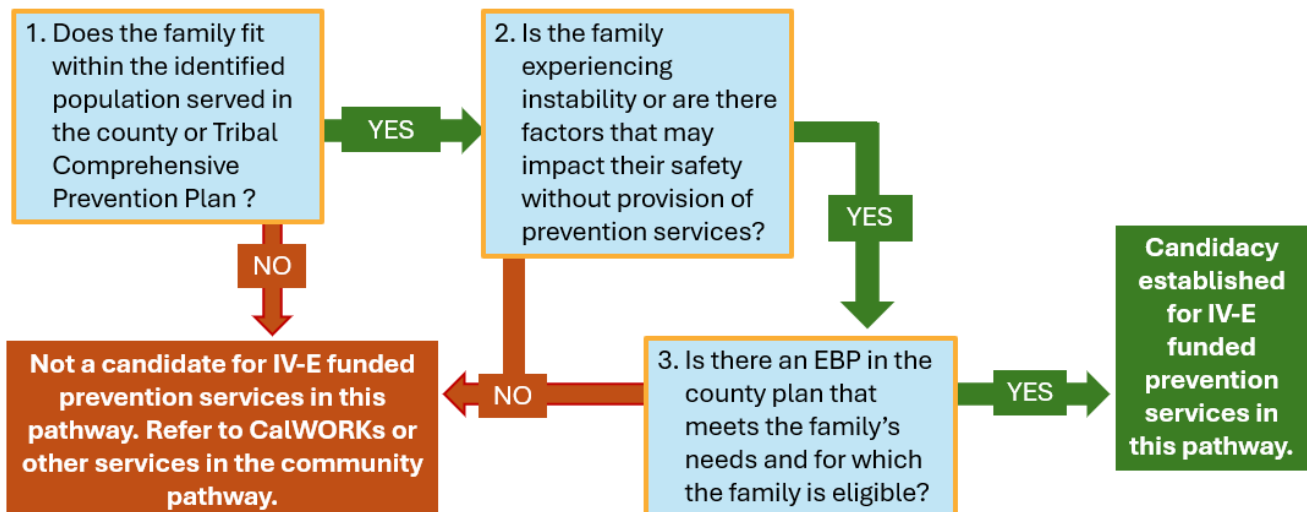 1. Does the family fit
within the identified
population served in
the county or Tribal
Comprehensive
Prevention Plan ?
YES
2. Is the family
experiencing
instability or are there
factors that may
impact their safety
without provision of
prevention services?
YES
NO
Not a candidate for IV-E funded
prevention services in this
pathway. Refer to CalWORKs or
other services in the community
pathway.
NO
3. Is there an EBP in the
county plan that
meets the family’s
needs and for which
the family is eligible?
YES
Candidacy
established
for IV-E
funded
prevention
services in
this pathway.